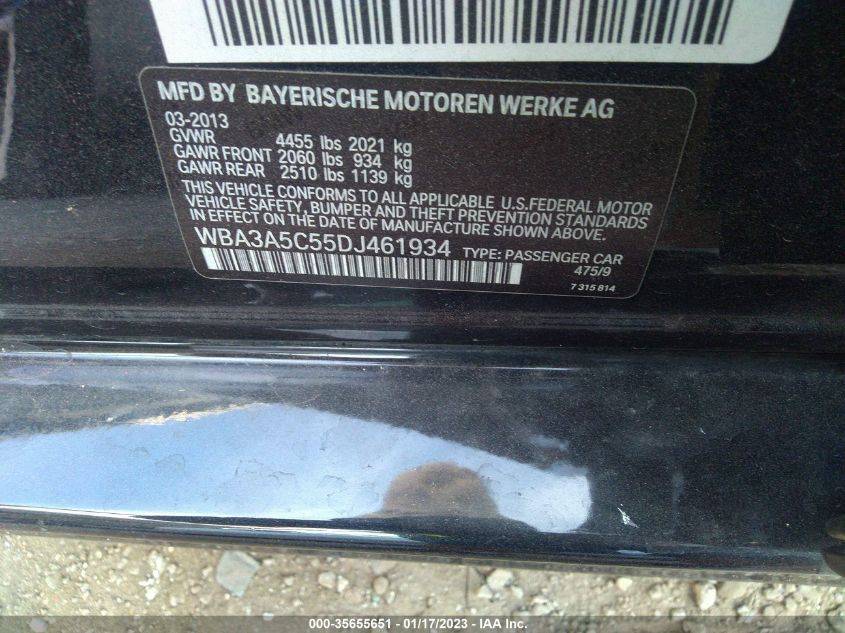 MFD BY BAYERISCHE MOTOREN WERKE AG
03-2013
GVWR 4455 lbs 2021 kg
GAWR FRONT 2060 lbs 934 kg
GAWR REAR 2510 lbs 1139 kg
THIS VEHICLE CONFORMS TO ALL APPLICABLE U.S.FEDERAL MOTOR
VEHICLE SAFETY, BUMPER AND THEFT PREVENTION STANDARDS
IN EFFECT ON THE DATE OF MANUFACTURE SHOWN ABOVE.
WBA3A5C55DJ461934 TYPE: PASSENGER CAR
475/9
7 315 814
000-35655651 - 01/17/2023 - IAA Inc.